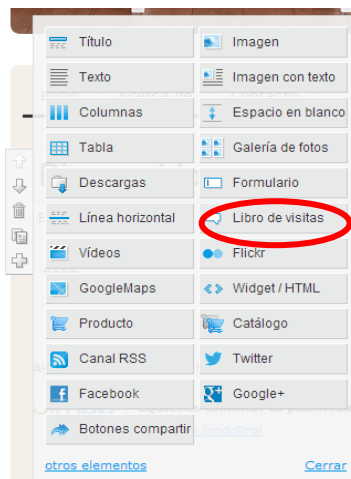 Título
Imagen
Texto
Imagen con texto
Columnas
Espacio en blanco
Tabla
Galería de fotos
Descargas
Formulario
Línea horizontal
Libro de visitas
Vídeos
Flickr
GoogleMaps
Widget / HTML
Producto
Catálogo
Canal RSS
Twitter
Facebook
Google+
Botones compartir
JimdoPro!
otros elementos
Cerrar